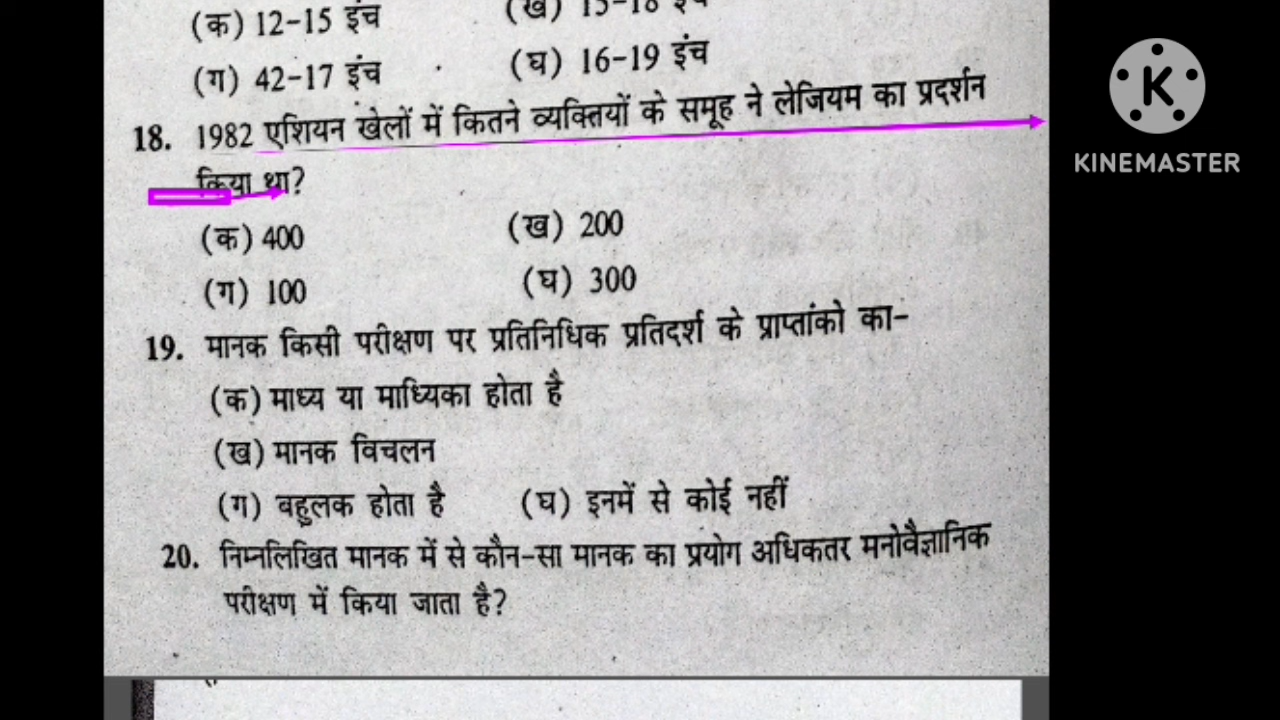 (क) 12-15 इंच (ख) 15-18 इंच
(ग) 42-17 इंच (घ) 16-19 इंच
18. 1982 एशियन खेलों में कितने व्यक्तियों के समूह ने लेजियम का प्रदर्शन
किया था?
(क) 400 (ख) 200
(ग) 100 (घ) 300
19. मानक किसी परीक्षण पर प्रतिनिधिक प्रतिदर्श के प्राप्तांको का-
(क) माध्य या माध्यिका होता है
(ख) मानक विचलन
(ग) बहुलक होता है (घ) इनमें से कोई नहीं
20. निम्नलिखित मानक में से कौन-सा मानक का प्रयोग अधिकतर मनोवैज्ञानिक
परीक्षण में किया जाता है?
K
KINEMASTER